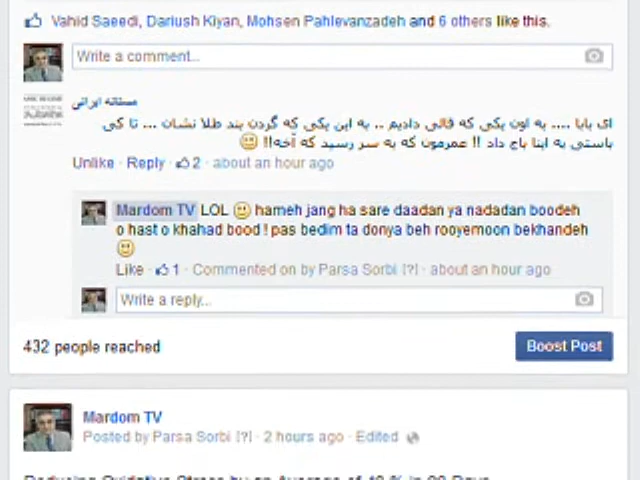 Vahid Saeedi, Dariush Kiyan, Mohsen Pahlevanzadeh and 6 others like this.
Write a comment...
مستانه ایرانی
ای بابا .... به اون یکی که قالی دادیم .. به این یکی که گردن بند طلا نشان ... تا کی
باستی به اینا باج داد !! عمرمون که به سر رسید که آخه!!
Unlike · Reply · 2 · about an hour ago
Mardom TV LOL hameh jang ha sare daadan ya nadadan boodeh
o hast o khahad bood ! pas bedim ta donya beh rooyemoon bekhandeh
Like · 1 · Commented on by Parsa Sorbi [?] · about an hour ago
Write a reply...
432 people reached
Boost Post
Mardom TV
Posted by Parsa Sorbi [?] · 2 hours ago · Edited